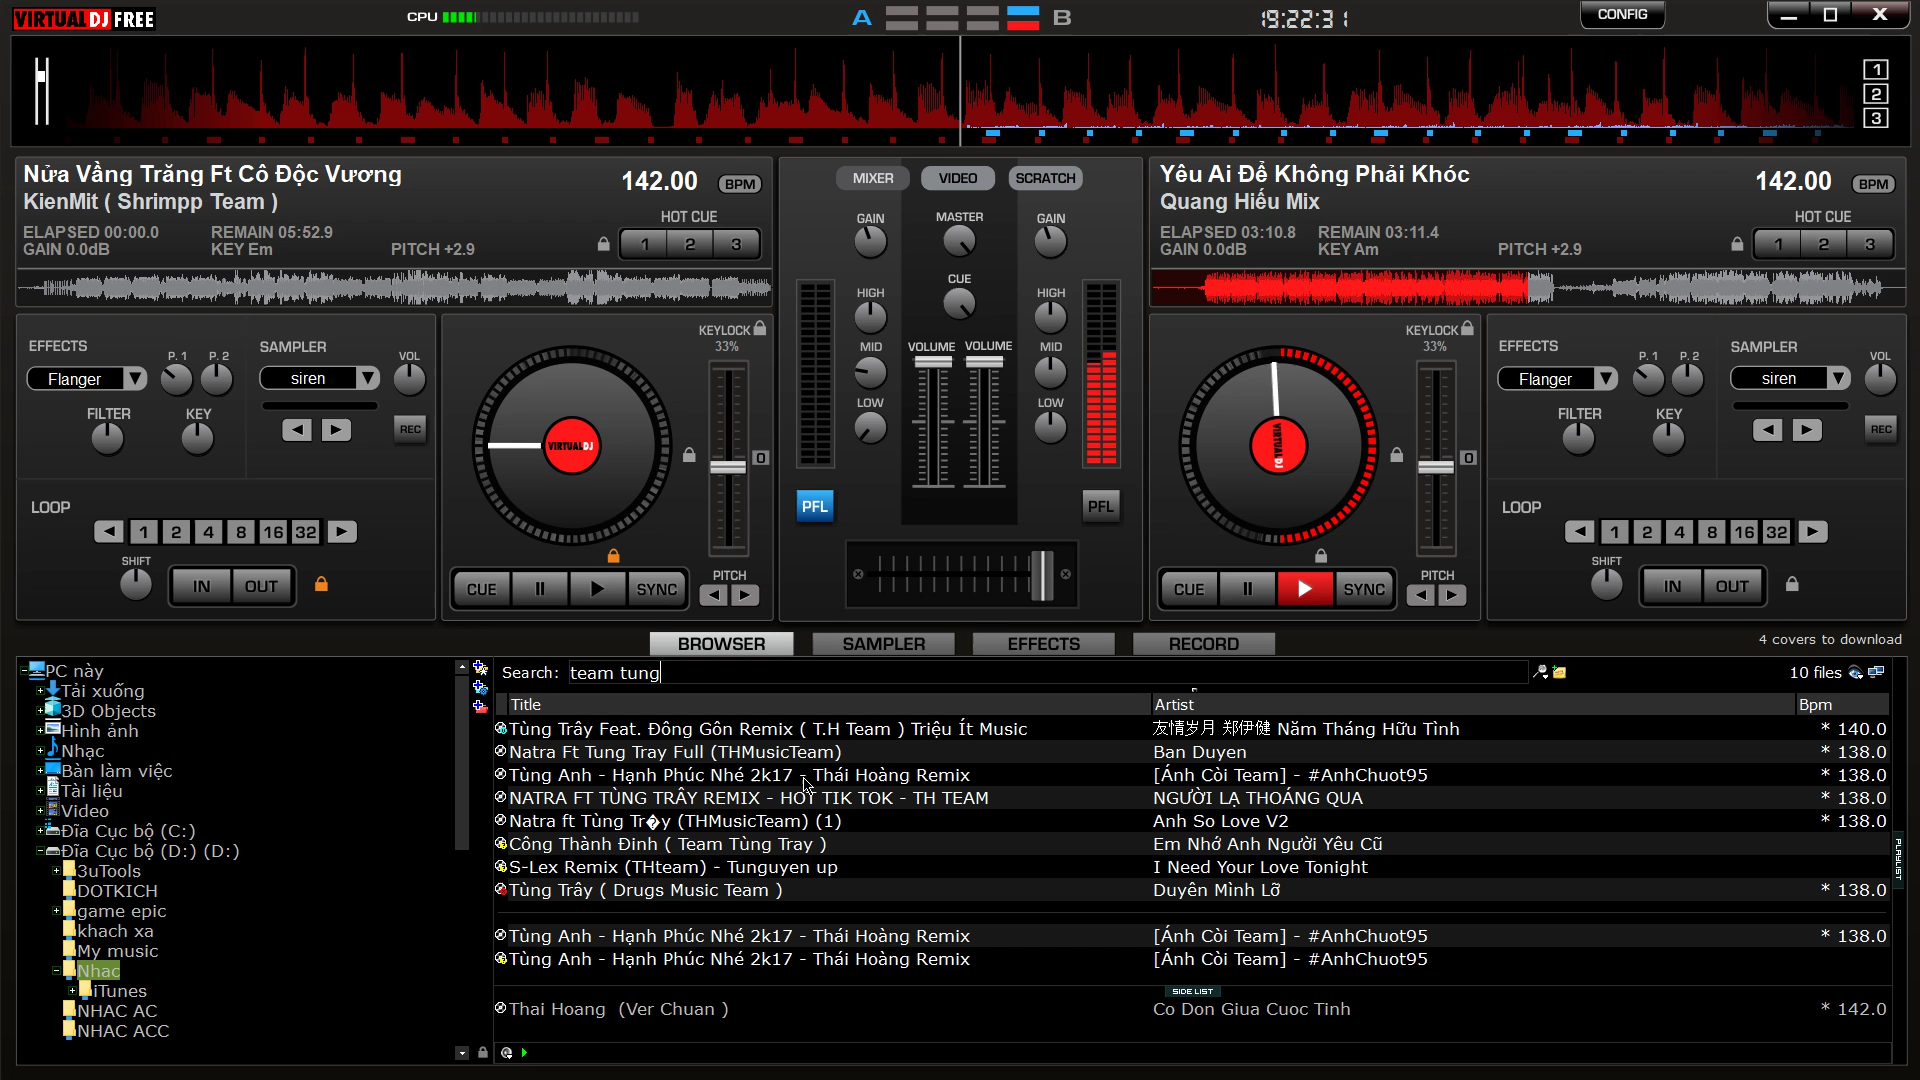 VIRTUAL DJ FREE
CPU
A B
19:22:31
CONFIG
1
2
3
Nửa Vầng Trăng Ft Cô Độc Vương
142.00 BPM
KienMit ( Shrimpp Team )
ELAPSED 00:00.0 REMAIN 05:52.9
GAIN 0.0dB KEY Em PITCH +2.9
HOT CUE
1 2 3
MIXER VIDEO SCRATCH
Yêu Ai Để Không Phải Khóc
142.00 BPM
Quang Hiếu Mix
ELAPSED 03:10.8 REMAIN 03:11.4
GAIN 0.0dB KEY Am PITCH +2.9
HOT CUE
1 2 3
EFFECTS
P. 1 P. 2
Flanger
FILTER KEY
SAMPLER
VOL
siren
REC
LOOP
1 2 4 8 16 32
SHIFT
IN OUT
KEYLOCK
33%
VIRTUALDJ
0
CUE SYNC
PITCH
GAIN MASTER GAIN
HIGH CUE HIGH
MID VOLUME VOLUME MID
LOW LOW
PFL PFL
KEYLOCK
33%
VIRTUALDJ
0
CUE SYNC
PITCH
EFFECTS
P. 1 P. 2
Flanger
FILTER KEY
SAMPLER
VOL
siren
REC
LOOP
1 2 4 8 16 32
SHIFT
IN OUT
BROWSER SAMPLER EFFECTS RECORD
4 covers to download
PC này
Tải xuống
3D Objects
Hình ảnh
Nhạc
Bàn làm việc
Tài liệu
Video
Đĩa Cục bộ (C:)
Đĩa Cục bộ (D:) (D:)
3uTools
DOTKICH
game epic
khach xa
My music
Nhac
iTunes
NHAC AC
NHAC ACC
Search: team tung
10 files
Title Artist Bpm
Tùng Trây Feat. Đông Gôn Remix ( T.H Team ) Triệu Ít Music 友情岁月 郑伊健 Năm Tháng Hữu Tình * 140.0
Natra Ft Tung Tray Full (THMusicTeam) Ban Duyen * 138.0
Tùng Anh - Hạnh Phúc Nhé 2k17 - Thái Hoàng Remix [Ánh Còi Team] - #AnhChuot95 * 138.0
NATRA FT TÙNG TRÂY REMIX - HOT TIK TOK - TH TEAM NGƯỜI LẠ THOÁNG QUA * 138.0
Natra ft Tùng Tr�y (THMusicTeam) (1) Anh So Love V2 * 138.0
Công Thành Đinh ( Team Tùng Tray ) Em Nhớ Anh Người Yêu Cũ
S-Lex Remix (THteam) - Tunguyen up I Need Your Love Tonight
Tùng Trây ( Drugs Music Team ) Duyên Mình Lỡ * 138.0
Tùng Anh - Hạnh Phúc Nhé 2k17 - Thái Hoàng Remix [Ánh Còi Team] - #AnhChuot95 * 138.0
Tùng Anh - Hạnh Phúc Nhé 2k17 - Thái Hoàng Remix [Ánh Còi Team] - #AnhChuot95
SIDE LIST
Thai Hoang (Ver Chuan ) Co Don Giua Cuoc Tinh * 142.0
PLAYLIST